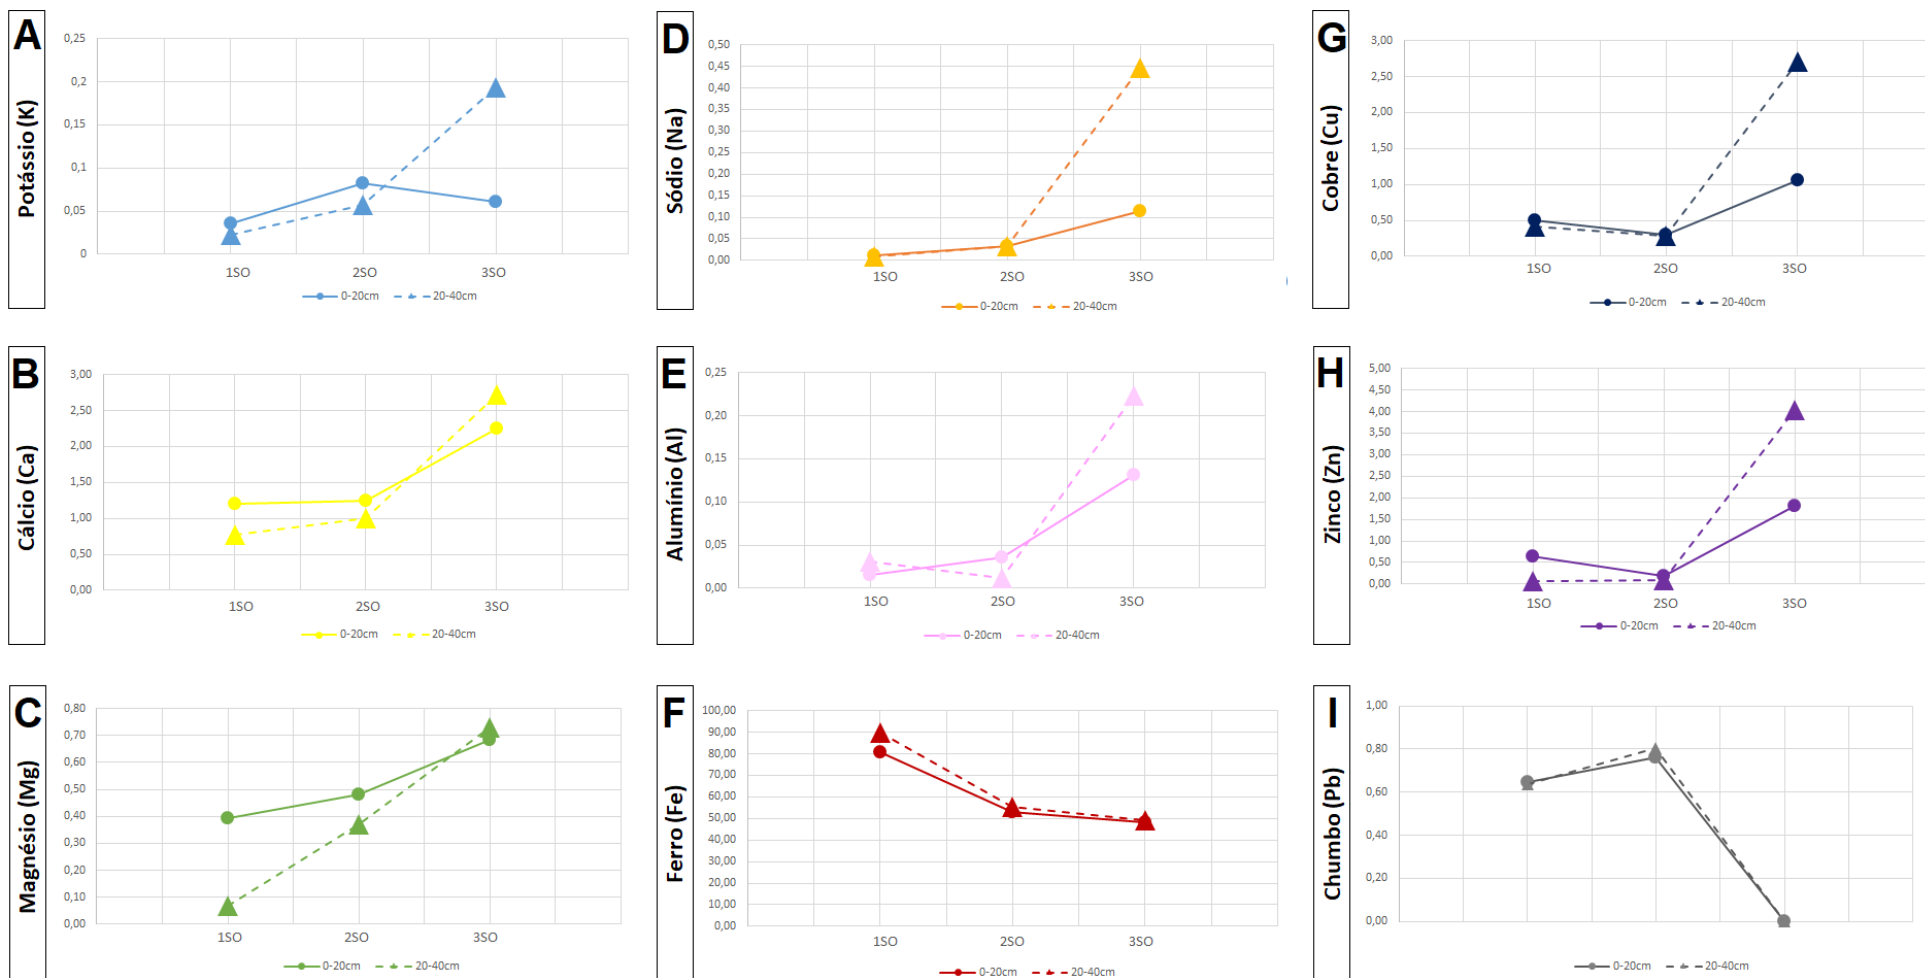 A
Potássio (K)
0,25
0,2
0,15
0,1
0,05
0
1SO 2SO 3SO
0-20cm 20-40cm
B
Cálcio (Ca)
3,00
2,50
2,00
1,50
1,00
0,50
0,00
1SO 2SO 3SO
0-20cm 20-40cm
C
Magnésio (Mg)
0,80
0,70
0,60
0,50
0,40
0,30
0,20
0,10
0,00
1SO 2SO 3SO
0-20cm 20-40cm
D
Sódio (Na)
0,50
0,45
0,40
0,35
0,30
0,25
0,20
0,15
0,10
0,05
0,00
1SO 2SO 3SO
0-20cm 20-40cm
E
Alumínio (Al)
0,25
0,20
0,15
0,10
0,05
0,00
1SO 2SO 3SO
0-20cm 20-40cm
F
Ferro (Fe)
100,00
90,00
80,00
70,00
60,00
50,00
40,00
30,00
20,00
10,00
0,00
1SO 2SO 3SO
0-20cm 20-40cm
G
Cobre (Cu)
3,00
2,50
2,00
1,50
1,00
0,50
0,00
1SO 2SO 3SO
0-20cm 20-40cm
H
Zinco (Zn)
5,00
4,50
4,00
3,50
3,00
2,50
2,00
1,50
1,00
0,50
0,00
1SO 2SO 3SO
0-20cm 20-40cm
I
Chumbo (Pb)
1,00
0,80
0,60
0,40
0,20
0,00
0-20cm 20-40cm